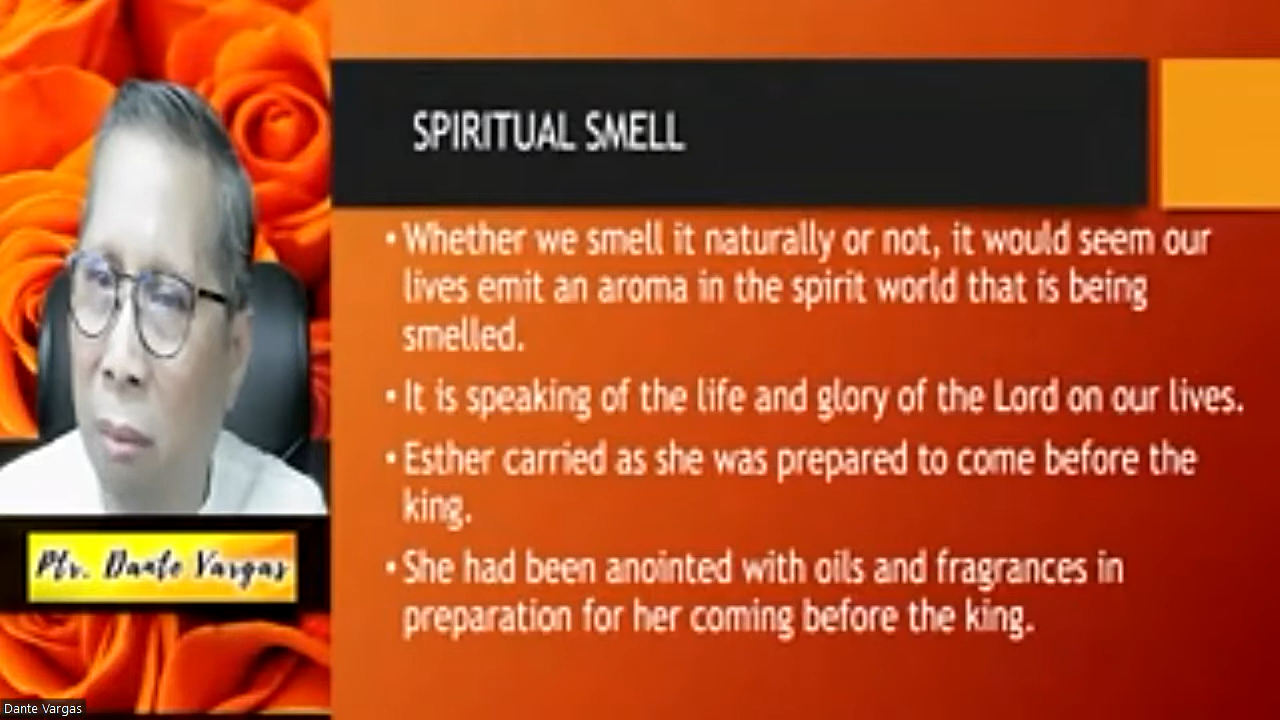 SPIRITUAL SMELL
• Whether we smell it naturally or not, it would seem our
lives emit an aroma in the spirit world that is being
smelled.
• It is speaking of the life and glory of the Lord on our lives.
• Esther carried as she was prepared to come before the
king.
• She had been anointed with oils and fragrances in
preparation for her coming before the king.
Ptr. Dante Vargas
Dante Vargas